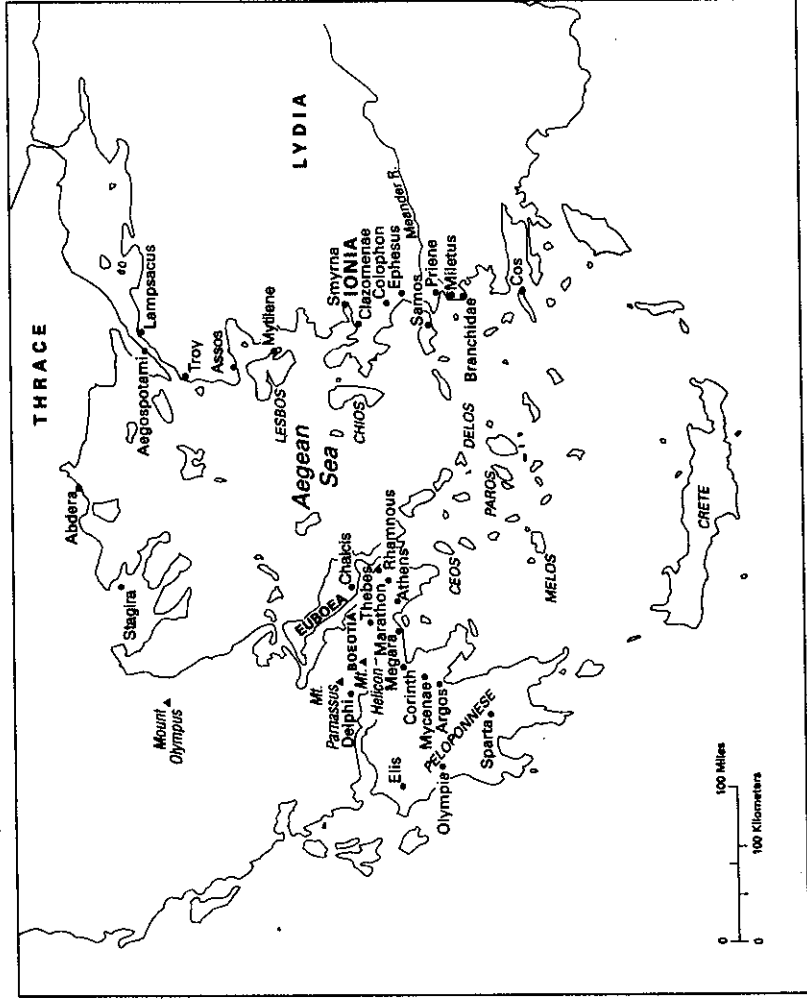 THRACE
Abdera
Stagira
Aegospotami
Lampsacus
Troy
Assos
Mytilene
LESBOS
LYDIA
Mount
Olympus
Aegean
Sea
CHIOS
Smyrna
IONIA
Clazomenae
Colophon
Ephesus
Meander R.
Samos
Priene
Miletus
Branchidae
Cos
EUBOEA
Chalcis
BOEOTIA
Thebes
Mt.
Parnassus
Delphi
Mt.
Helicon
Marathon
Rhamnous
Megara
Athens
Corinth
Mycenae
Argos
Elis
Olympia
PELOPONNESE
Sparta
CEOS
DELOS
PAROS
MELOS
CRETE
0 100 Miles
0 100 Kilometers